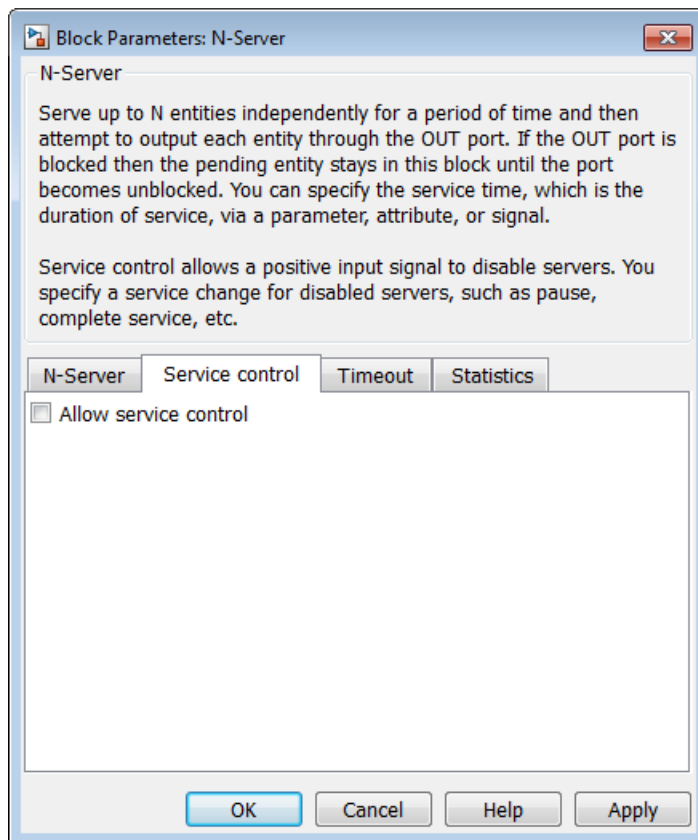 Block Parameters: N-Server
N-Server
Serve up to N entities independently for a period of time and then
attempt to output each entity through the OUT port. If the OUT port is
blocked then the pending entity stays in this block until the port
becomes unblocked. You can specify the service time, which is the
duration of service, via a parameter, attribute, or signal.
Service control allows a positive input signal to disable servers. You
specify a service change for disabled servers, such as pause,
complete service, etc.
N-Server Service control Timeout Statistics
Allow service control
OK Cancel Help Apply